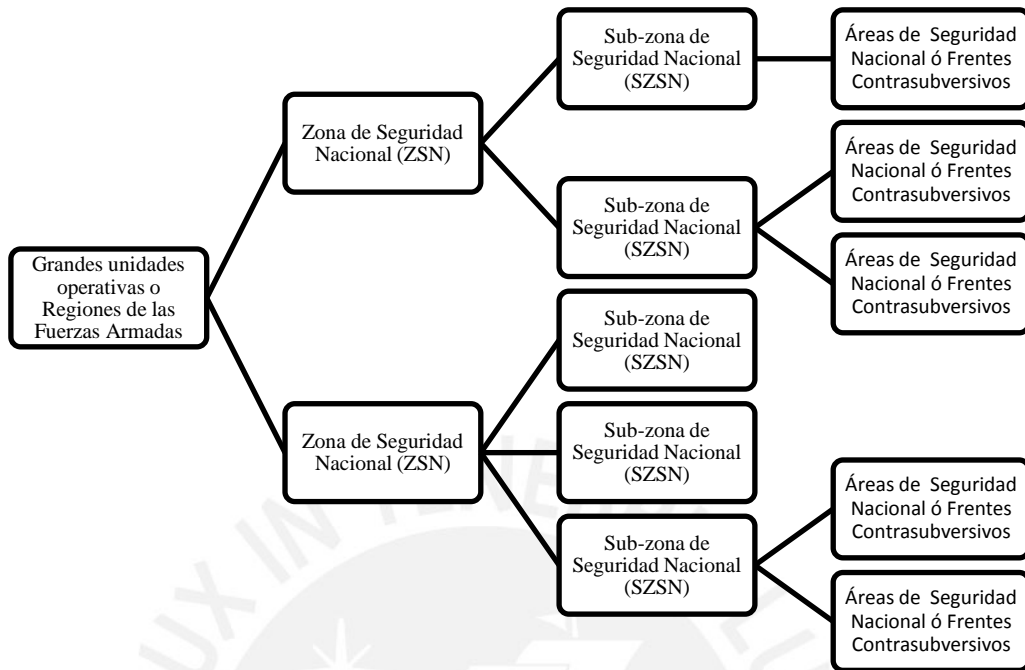 Grandes unidades
operativas o
Regiones de las
Fuerzas Armadas
Zona de Seguridad
Nacional (ZSN)
Sub-zona de
Seguridad Nacional
(SZSN)
Áreas de Seguridad
Nacional ó Frentes
Contrasubversivos
Sub-zona de
Seguridad Nacional
(SZSN)
Áreas de Seguridad
Nacional ó Frentes
Contrasubversivos
Áreas de Seguridad
Nacional ó Frentes
Contrasubversivos
Zona de Seguridad
Nacional (ZSN)
Sub-zona de
Seguridad Nacional
(SZSN)
Sub-zona de
Seguridad Nacional
(SZSN)
Sub-zona de
Seguridad Nacional
(SZSN)
Áreas de Seguridad
Nacional ó Frentes
Contrasubversivos
Áreas de Seguridad
Nacional ó Frentes
Contrasubversivos
UX IN